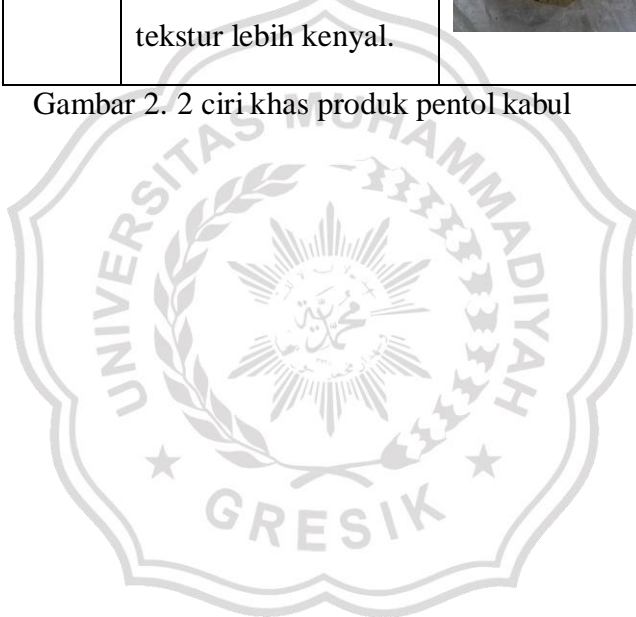 tekstur lebih kenyal.
Gambar 2. 2 ciri khas produk pentol kabul
UNIVERSITAS MUHAMMADIYAH
GRESIK